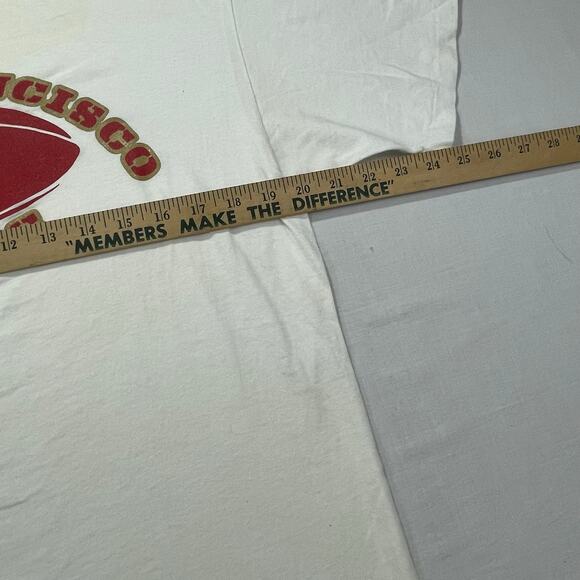 NCISCO
12 13 14 15 16 17 18 19 20 21 22 23 24 25 26 27 28
"MEMBERS MAKE THE DIFFERENCE"